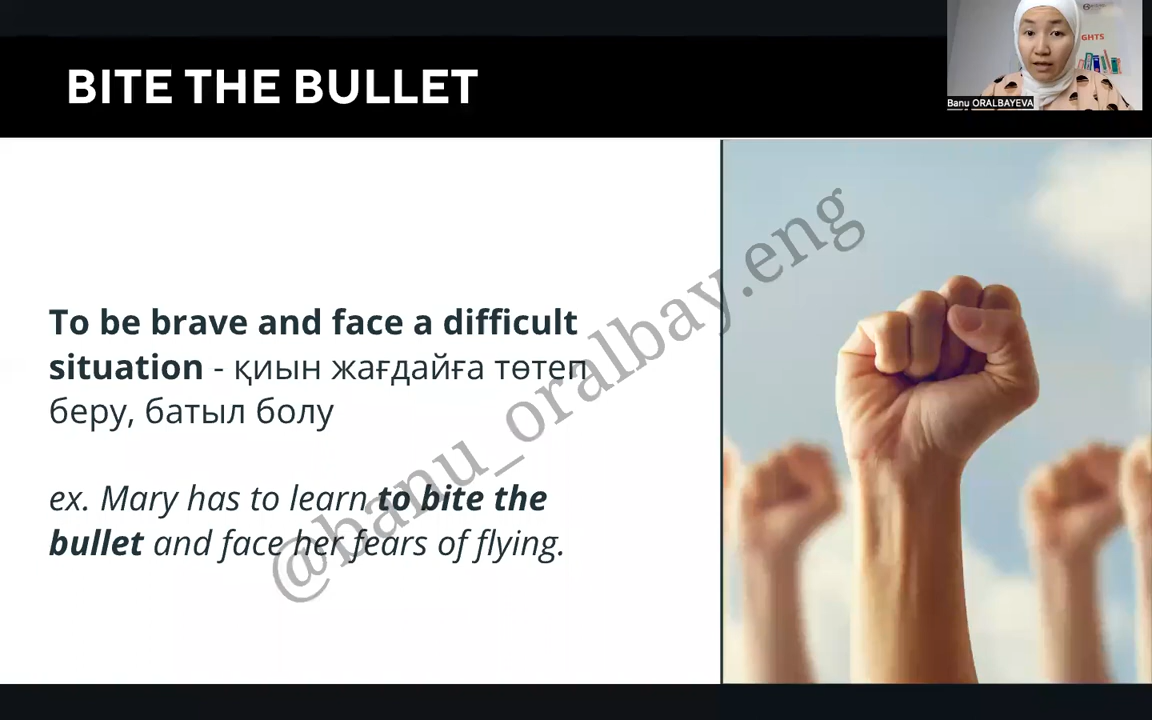 BITE THE BULLET
GHTS
Banu ORALBAYEVA
To be brave and face a difficult
situation - қиын жағдайға төтеп
беру, батыл болу
ex. Mary has to learn to bite the
bullet and face her fears of flying.
@banu_oralbay.eng